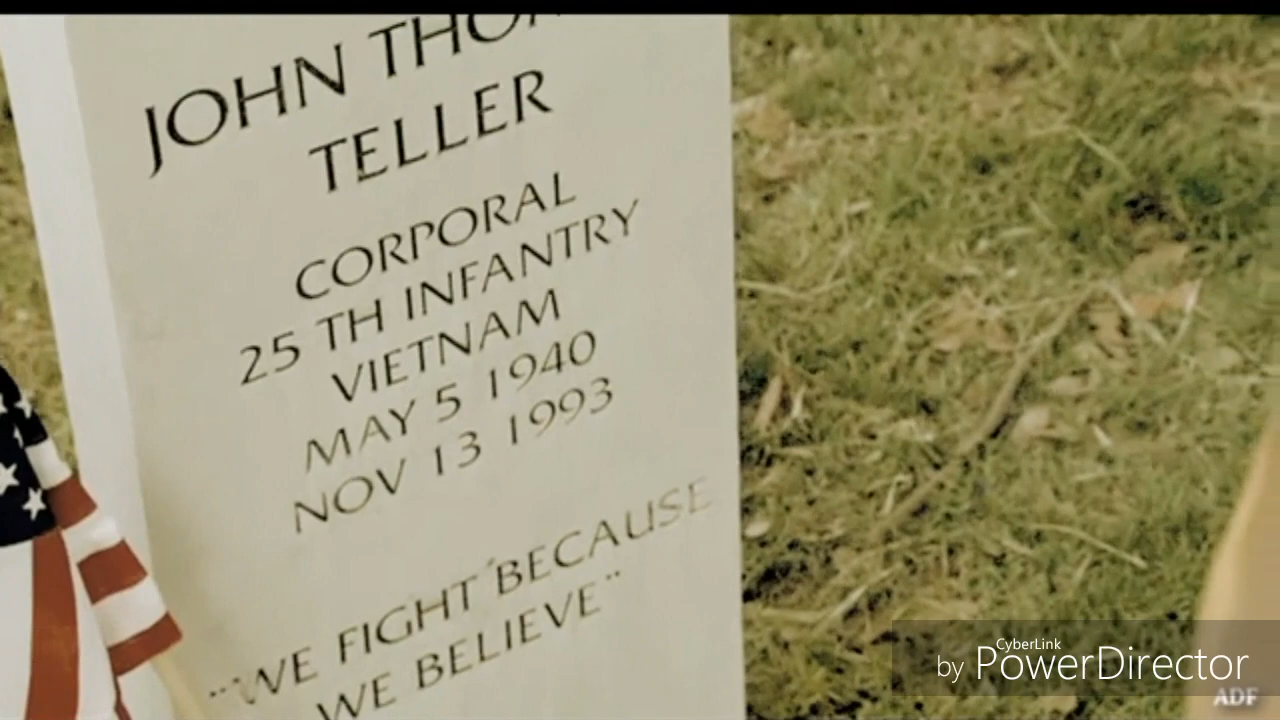 JOHN THOM
TELLER
CORPORAL
25 TH INFANTRY
VIETNAM
MAY 5 1940
NOV 13 1993
"WE FIGHT BECAUSE
WE BELIEVE"
CyberLink
by PowerDirector
ADF